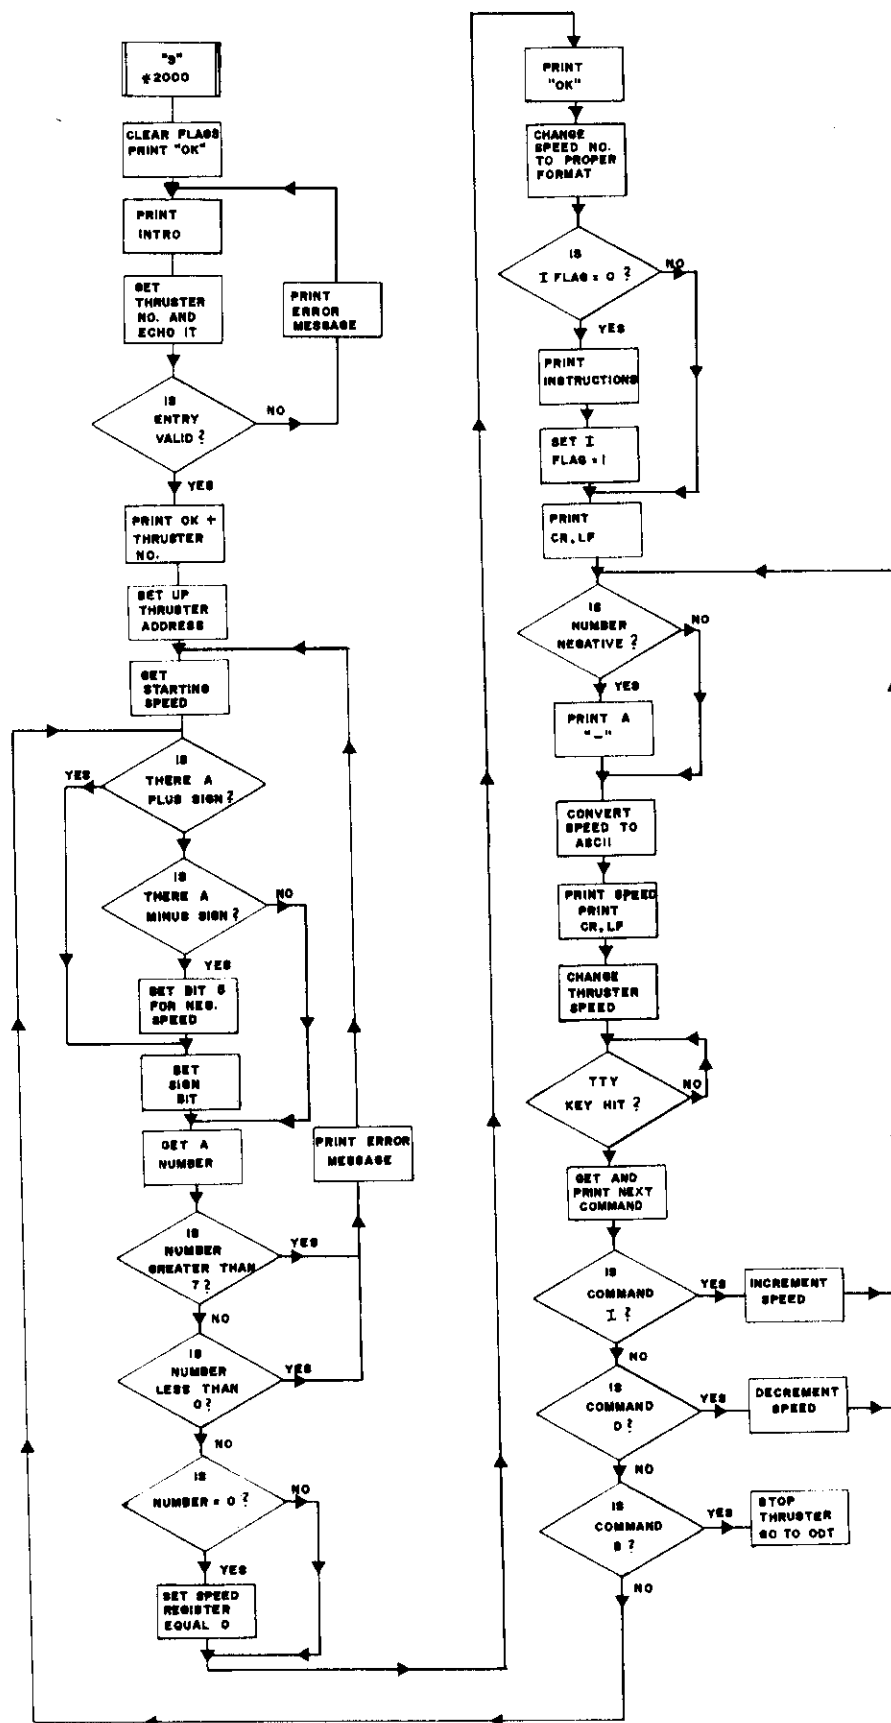 "S"
*2000
CLEAR FLAGS
PRINT "OK"
PRINT
INTRO
GET
THRUSTER
NO. AND
ECHO IT
PRINT
ERROR
MESSAGE
IS
ENTRY
VALID?
NO
YES
PRINT OK +
THRUSTER
NO.
SET UP
THRUSTER
ADDRESS
GET
STARTING
SPEED
IS
THERE A
PLUS SIGN?
YES
IS
THERE A
MINUS SIGN?
NO
YES
SET BIT 5
FOR NEG.
SPEED
SET
SIGN
BIT
GET A
NUMBER
PRINT ERROR
MESSAGE
IS
NUMBER
GREATER THAN
7?
YES
NO
IS
NUMBER
LESS THAN
0?
YES
NO
IS
NUMBER = 0?
NO
YES
SET SPEED
REGISTER
EQUAL 0
PRINT
"OK"
CHANGE
SPEED NO.
TO PROPER
FORMAT
IS
I FLAG = 0?
NO
YES
PRINT
INSTRUCTIONS
SET I
FLAG = 1
PRINT
CR, LF
IS
NUMBER
NEGATIVE?
NO
YES
PRINT A
"-"
CONVERT
SPEED TO
ASCII
PRINT SPEED
PRINT
CR, LF
CHANGE
THRUSTER
SPEED
TTY
KEY HIT?
NO
GET AND
PRINT NEXT
COMMAND
IS
COMMAND
I?
YES
INCREMENT
SPEED
NO
IS
COMMAND
D?
YES
DECREMENT
SPEED
NO
IS
COMMAND
S?
YES
STOP
THRUSTER
GO TO ODT
NO